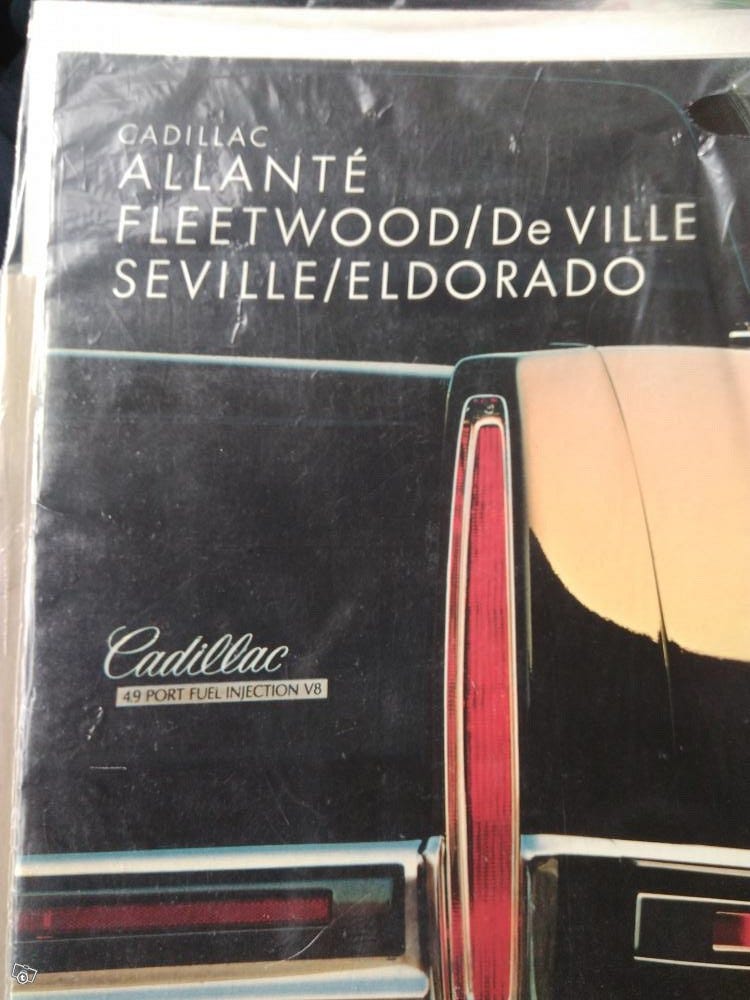 CADILLAC
ALLANTÉ
FLEETWOOD/De VILLE
SEVILLE/ELDORADO
Cadillac
4.9 PORT FUEL INJECTION V8